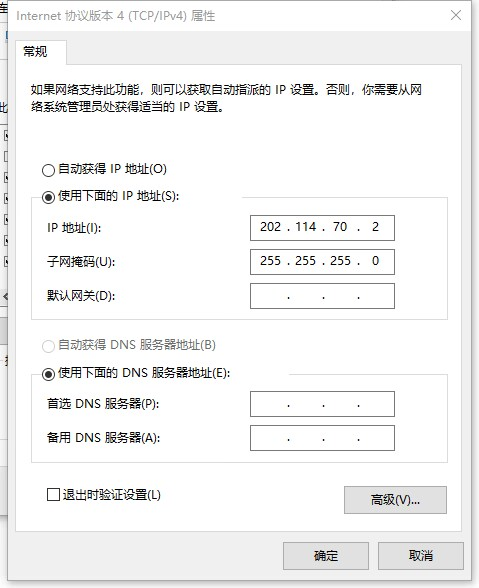 Internet 协议版本 4 (TCP/IPv4) 属性
常规
如果网络支持此功能，则可以获取自动指派的 IP 设置。否则，你需要从网
络系统管理员处获得适当的 IP 设置。
自动获得 IP 地址(O)
使用下面的 IP 地址(S):
IP 地址(I): 202 . 114 . 70 . 2
子网掩码(U): 255 . 255 . 255 . 0
默认网关(D): . . .
自动获得 DNS 服务器地址(B)
使用下面的 DNS 服务器地址(E):
首选 DNS 服务器(P): . . .
备用 DNS 服务器(A): . . .
退出时验证设置(L)
高级(V)...
确定 取消